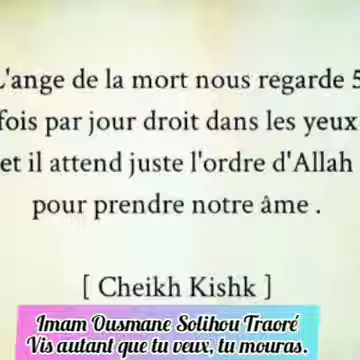 L'ange de la mort nous regarde 5
fois par jour droit dans les yeux
et il attend juste l'ordre d'Allah
pour prendre notre âme .
[ Cheikh Kishk ]
Imam Ousmane Solihou Traoré
Vis autant que tu veux, tu mouras.